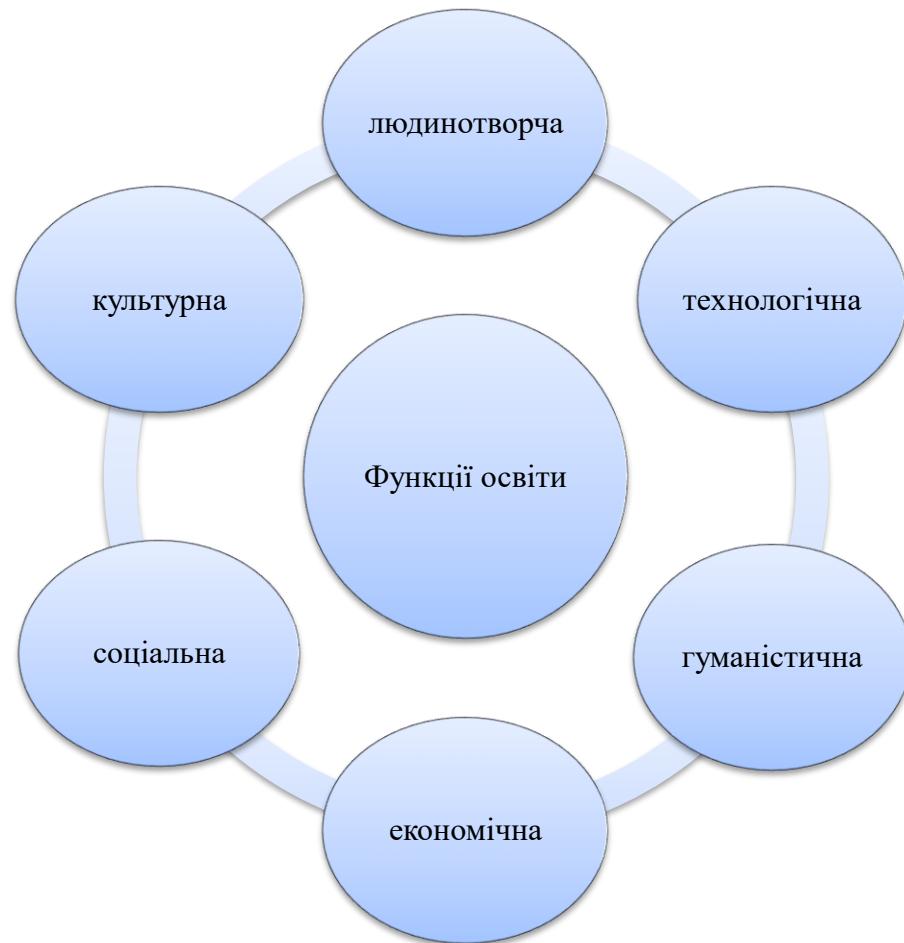 людинотворча
культурна
технологічна
Функції освіти
соціальна
гуманістична
економічна